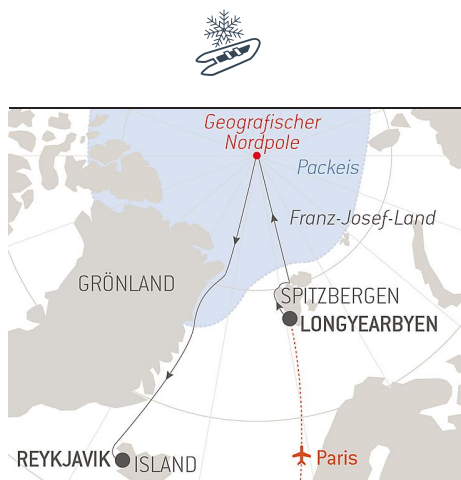 Geografischer
Nordpole
Packeis
Franz-Josef-Land
GRÖNLAND
SPITZBERGEN
LONGYEARBYEN
REYKJAVIK
ISLAND
Paris